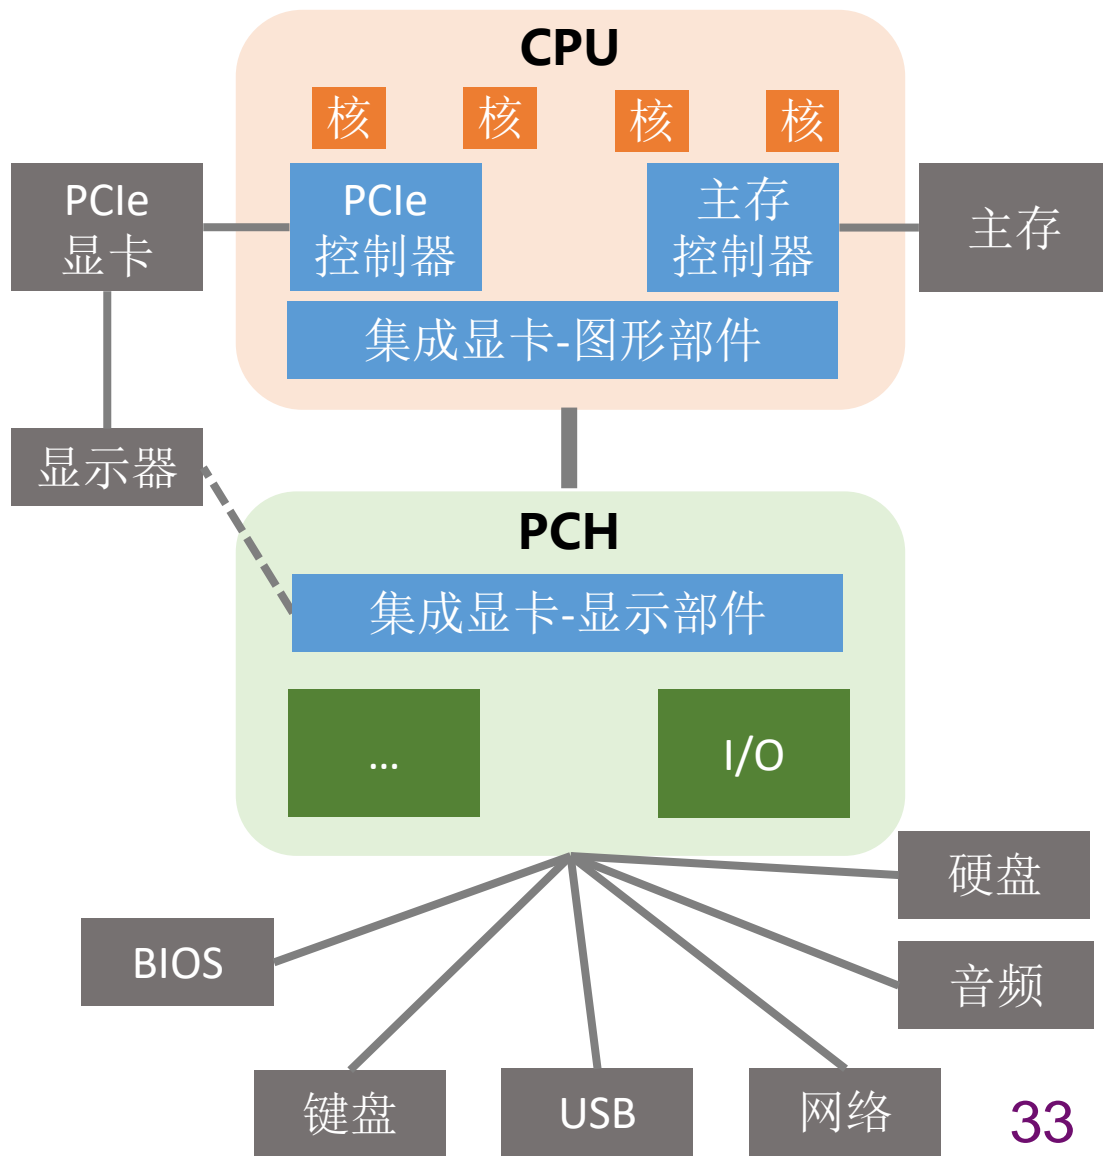 CPU
核
核
核
核
PCIe
显卡
PCIe
控制器
主存
控制器
主存
集成显卡-图形部件
显示器
PCH
集成显卡-显示部件
...
I/O
硬盘
BIOS
音频
键盘
USB
网络
33